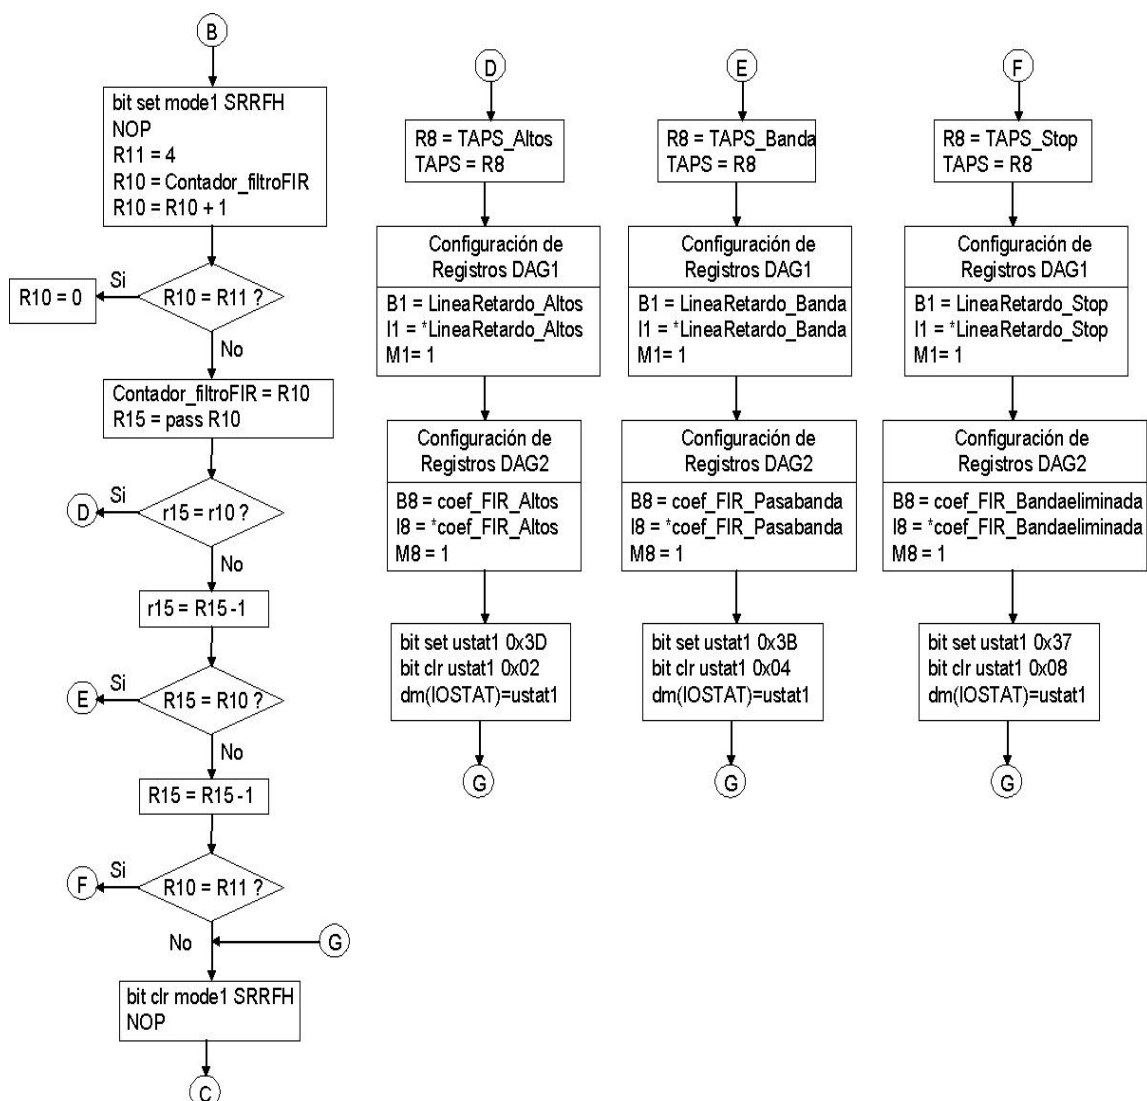 B
bit set mode1 SRRFH
NOP
R11 = 4
R10 = Contador_filtroFIR
R10 = R10 + 1
R10 = R11 ?
Si
R10 = 0
No
Contador_filtroFIR = R10
R15 = pass R10
r15 = r10 ?
Si
D
No
r15 = R15 -1
R15 = R10 ?
Si
E
No
R15 = R15 -1
R10 = R11 ?
Si
F
No
G
bit clr mode1 SRRFH
NOP
C
D
R8 = TAPS_Altos
TAPS = R8
Configuración de
Registros DAG1
B1 = LineaRetardo_Altos
I1 = *LineaRetardo_Altos
M1= 1
Configuración de
Registros DAG2
B8 = coef_FIR_Altos
I8 = *coef_FIR_Altos
M8 = 1
bit set ustat1 0x3D
bit clr ustat1 0x02
dm(IOSTAT)=ustat1
G
E
R8 = TAPS_Banda
TAPS = R8
Configuración de
Registros DAG1
B1 = LineaRetardo_Banda
I1 = *LineaRetardo_Banda
M1= 1
Configuración de
Registros DAG2
B8 = coef_FIR_Pasabanda
I8 = *coef_FIR_Pasabanda
M8 = 1
bit set ustat1 0x3B
bit clr ustat1 0x04
dm(IOSTAT)=ustat1
G
F
R8 = TAPS_Stop
TAPS = R8
Configuración de
Registros DAG1
B1 = LineaRetardo_Stop
I1 = *LineaRetardo_Stop
M1= 1
Configuración de
Registros DAG2
B8 = coef_FIR_Bandaeliminada
I8 = *coef_FIR_Bandaeliminada
M8 = 1
bit set ustat1 0x37
bit clr ustat1 0x08
dm(IOSTAT)=ustat1
G